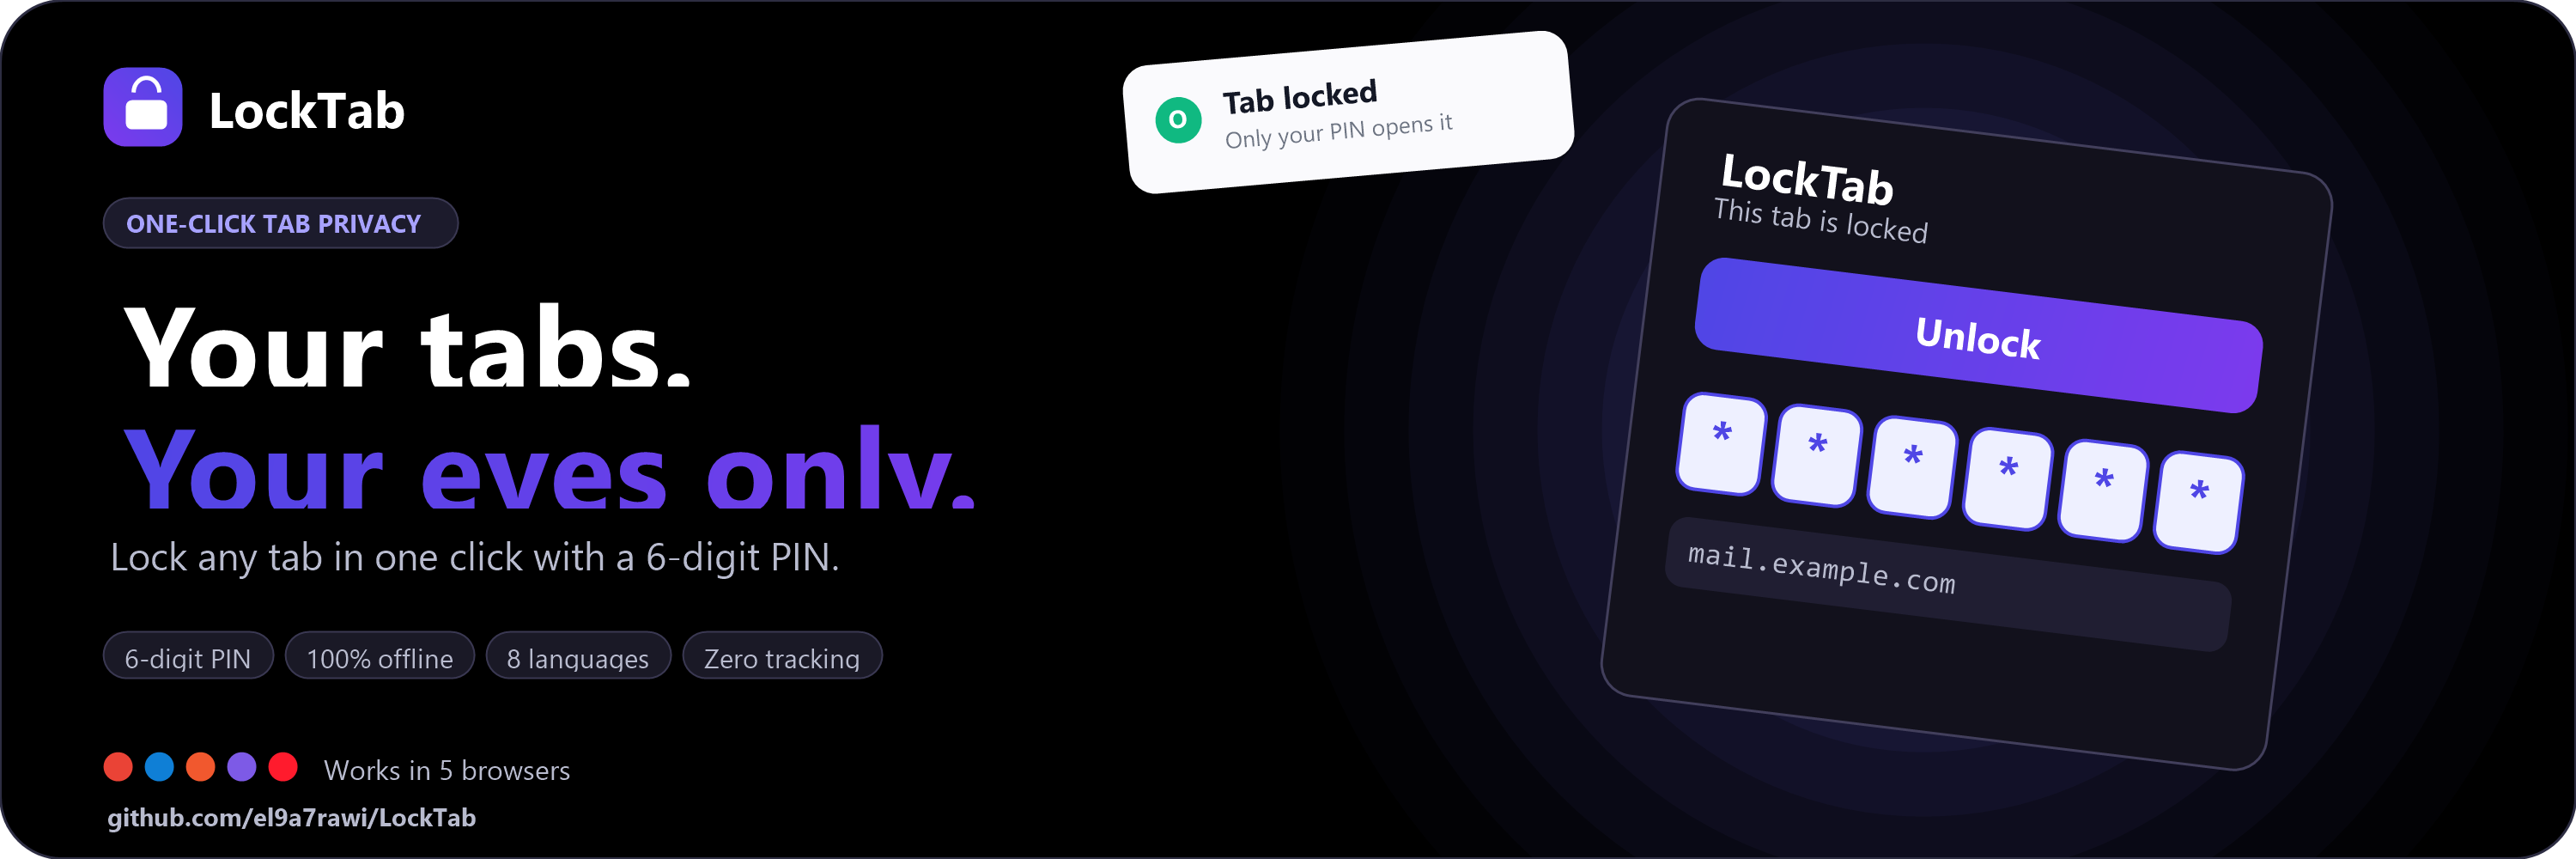 LockTab
ONE-CLICK TAB PRIVACY
Your tabs.
Your eyes only.
Lock any tab in one click with a 6-digit PIN.
6-digit PIN
100% offline
8 languages
Zero tracking
Works in 5 browsers
github.com/el9a7rawi/LockTab
O
Tab locked
Only your PIN opens it
LockTab
This tab is locked
Unlock
* * * * * *
mail.example.com